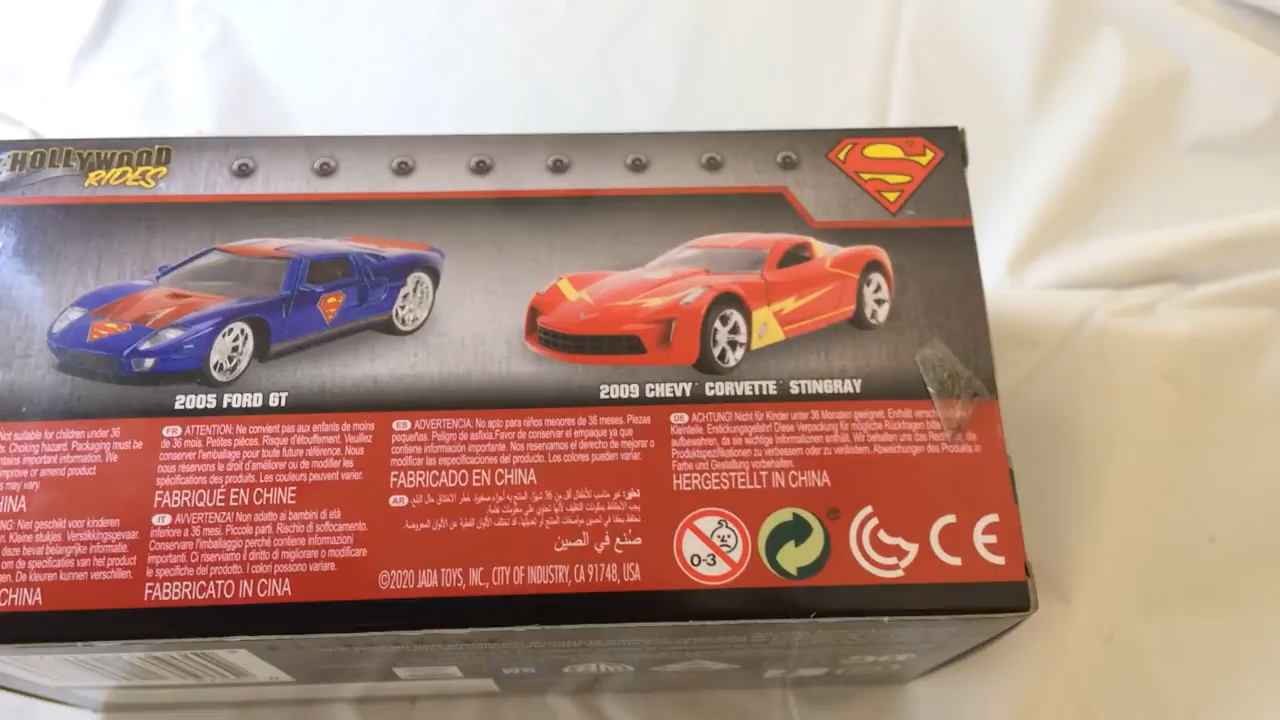 HOLLYWOOD
RIDES
2005 FORD GT
2009 CHEVY CORVETTE STINGRAY
Not suitable for children under 36
Choking hazard. Packaging must be
important information. We
improve or amend product
may vary.
FR ATTENTION: Ne convient pas aux enfants de moins
de 36 mois. Petites pièces. Risque d'étouffement. Veuillez
conserver l'emballage pour toute future référence. Nous
nous réservons le droit d'améliorer ou de modifier les
spécifications des produits. Les couleurs peuvent varier.
FABRIQUÉ EN CHINE
Niet geschikt voor kinderen
Kleine stukjes. Verstikkingsgevaar.
deze bevat belangrijke informatie.
om de specificaties van het product
De kleuren kunnen verschillen.
CHINA
IT AVVERTENZA! Non adatto ai bambini di età
inferiore a 36 mesi. Piccole parti. Rischio di soffocamento.
Conservare l'imballaggio perché contiene informazioni
importanti. Ci riserviamo il diritto di migliorare o modificare
le specifiche del prodotto. I colori possono variare.
FABBRICATO IN CINA
ES ADVERTENCIA: No apto para niños menores de 36 meses. Piezas
pequeñas. Peligro de asfixia.Favor de conservar el empaque ya que
contiene información importante. Nos reservamos el derecho de mejorar o
modificar las especificaciones del producto. Los colores pueden variar.
FABRICADO EN CHINA
AR
صُنع في الصين
©2020 JADA TOYS, INC., CITY OF INDUSTRY, CA 91748, USA
DE ACHTUNG! Nicht für Kinder unter 36 Monaten geeignet. Enthält
Kleinteile. Erstickungsgefahr! Diese Verpackung für mögliche Rückfragen bitte
aufbewahren, da sie wichtige Informationen enthält. Wir behalten uns das Recht vor, die
Produktspezifikationen zu verbessern oder zu verändern. Abweichungen des Produkts in
Farbe und Gestaltung vorbehalten.
HERGESTELLT IN CHINA
0-3
CE